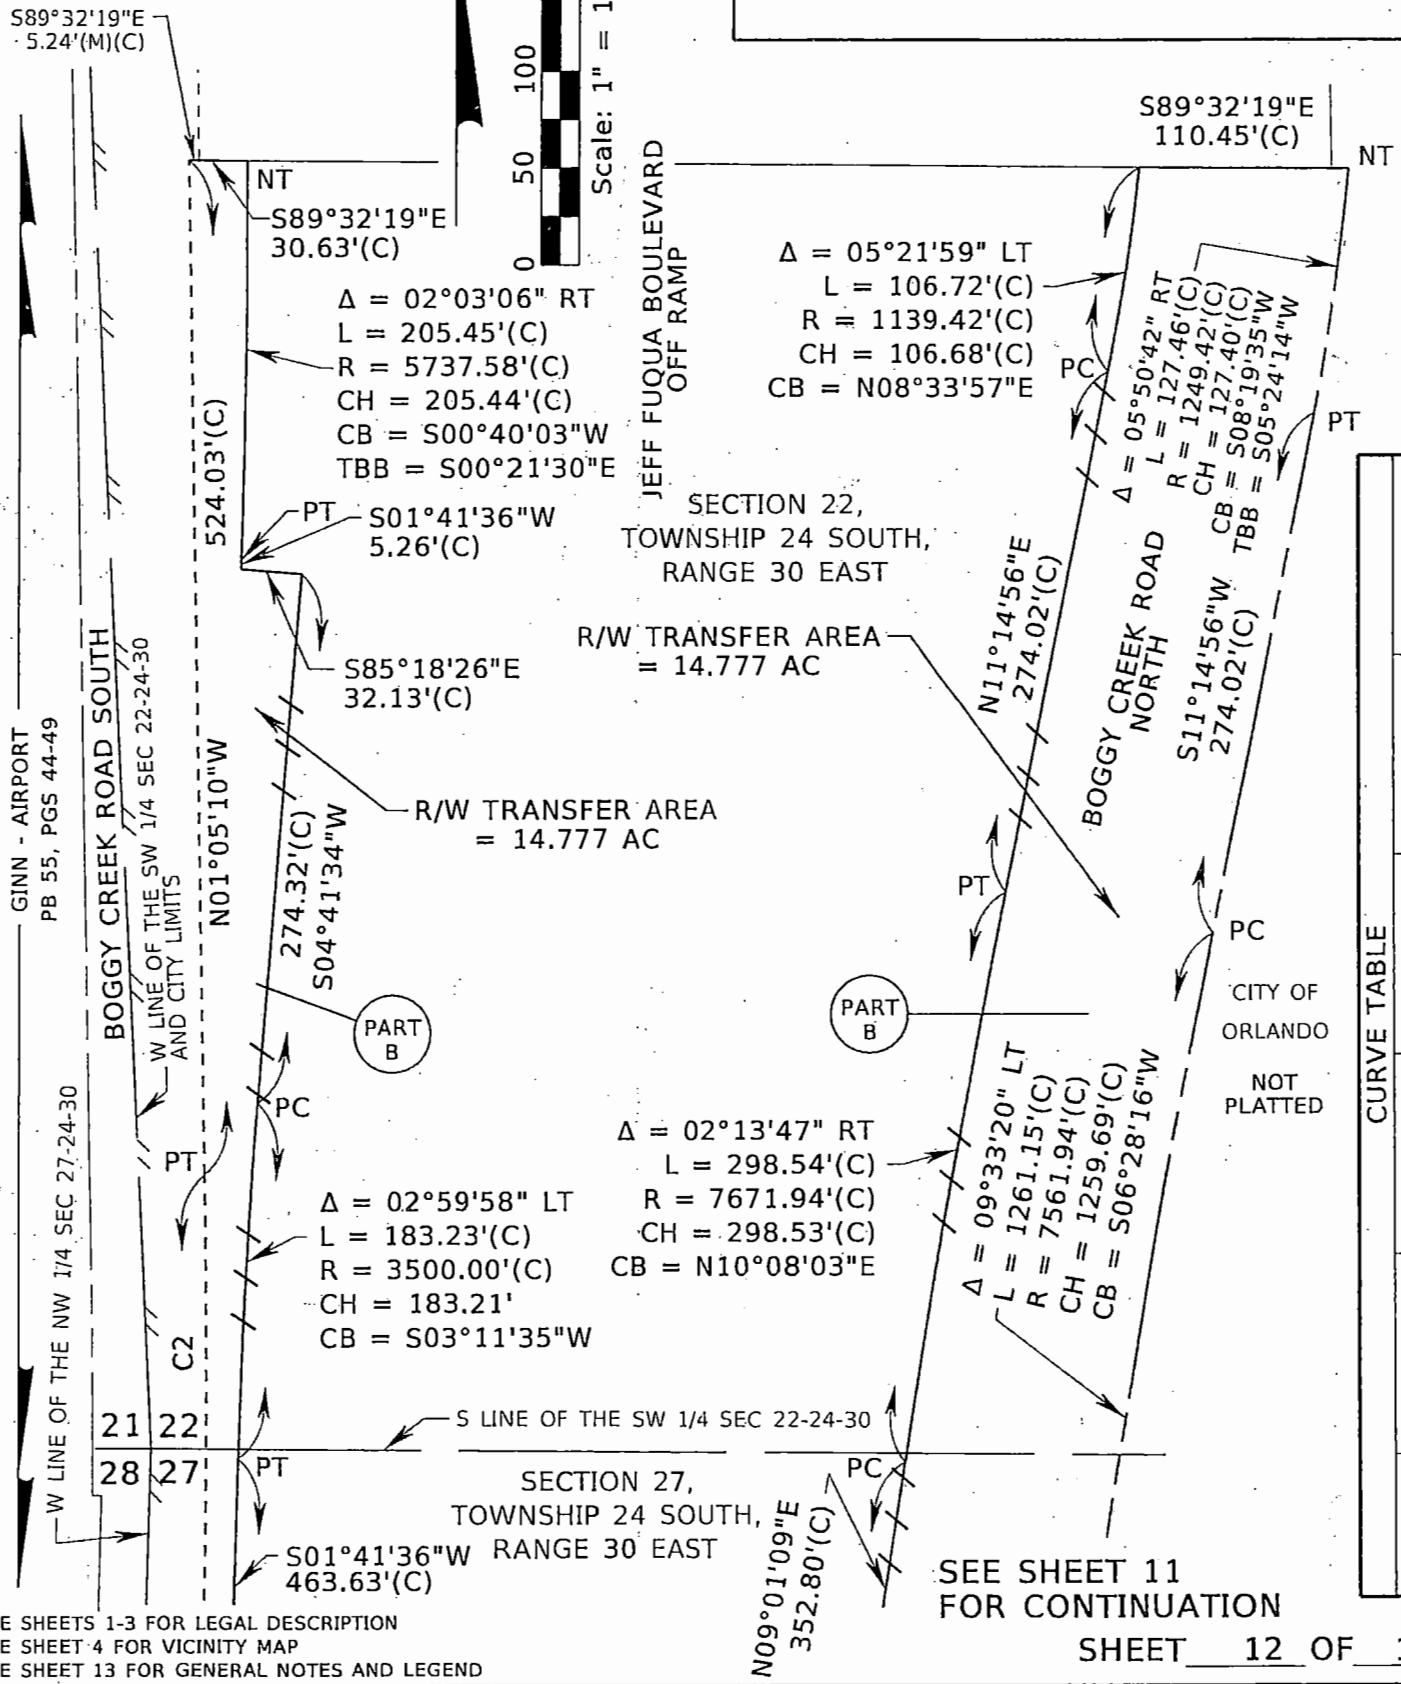 S89°32'19"E
5.24'(M)(C)
0 50 100
Scale: 1" = 1
S89°32'19"E
110.45'(C)
NT
NT
S89°32'19"E
30.63'(C)
JEFF FUQUA BOULEVARD
OFF RAMP
Δ = 02°03'06" RT
L = 205.45'(C)
R = 5737.58'(C)
CH = 205.44'(C)
CB = S00°40'03"W
TBB = S00°21'30"E
Δ = 05°21'59" LT
L = 106.72'(C)
R = 1139.42'(C)
CH = 106.68'(C)
CB = N08°33'57"E
PC
Δ = 05°50'42" RT
L = 127.46'(C)
R = 1249.42'(C)
CH = 127.40'(C)
CB = S08°19'35"W
TBB = S05°24'14"W
PT
524.03'(C)
PT
S01°41'36"W
5.26'(C)
SECTION 22,
TOWNSHIP 24 SOUTH,
RANGE 30 EAST
N11°14'56"E
274.02'(C)
BOGGY CREEK ROAD
NORTH
S11°14'56"W
274.02'(C)
R/W TRANSFER AREA
= 14.777 AC
S85°18'26"E
32.13'(C)
R/W TRANSFER AREA
= 14.777 AC
GINN - AIRPORT
PB 55, PGS 44-49
BOGGY CREEK ROAD SOUTH
W LINE OF THE SW 1/4 SEC 22-24-30
AND CITY LIMITS
N01°05'10"W
274.32'(C)
S04°41'34"W
PT
PC
PART
B
PART
B
CITY OF
ORLANDO
NOT
PLATTED
CURVE TABLE
PC
PT
W LINE OF THE NW 1/4 SEC 27-24-30
Δ = 02°59'58" LT
L = 183.23'(C)
R = 3500.00'(C)
CH = 183.21'
CB = S03°11'35"W
Δ = 02°13'47" RT
L = 298.54'(C)
R = 7671.94'(C)
CH = 298.53'(C)
CB = N10°08'03"E
Δ = 09°33'20" LT
L = 1261.15'(C)
R = 7561.94'(C)
CH = 1259.69'(C)
CB = S06°28'16"W
C2
21 22
28 27
S LINE OF THE SW 1/4 SEC 22-24-30
PT
PC
SECTION 27,
TOWNSHIP 24 SOUTH,
RANGE 30 EAST
S01°41'36"W
463.63'(C)
N09°01'09"E
352.80'(C)
SEE SHEET 11
FOR CONTINUATION
E SHEETS 1-3 FOR LEGAL DESCRIPTION
E SHEET 4 FOR VICINITY MAP
E SHEET 13 FOR GENERAL NOTES AND LEGEND
SHEET 12 OF